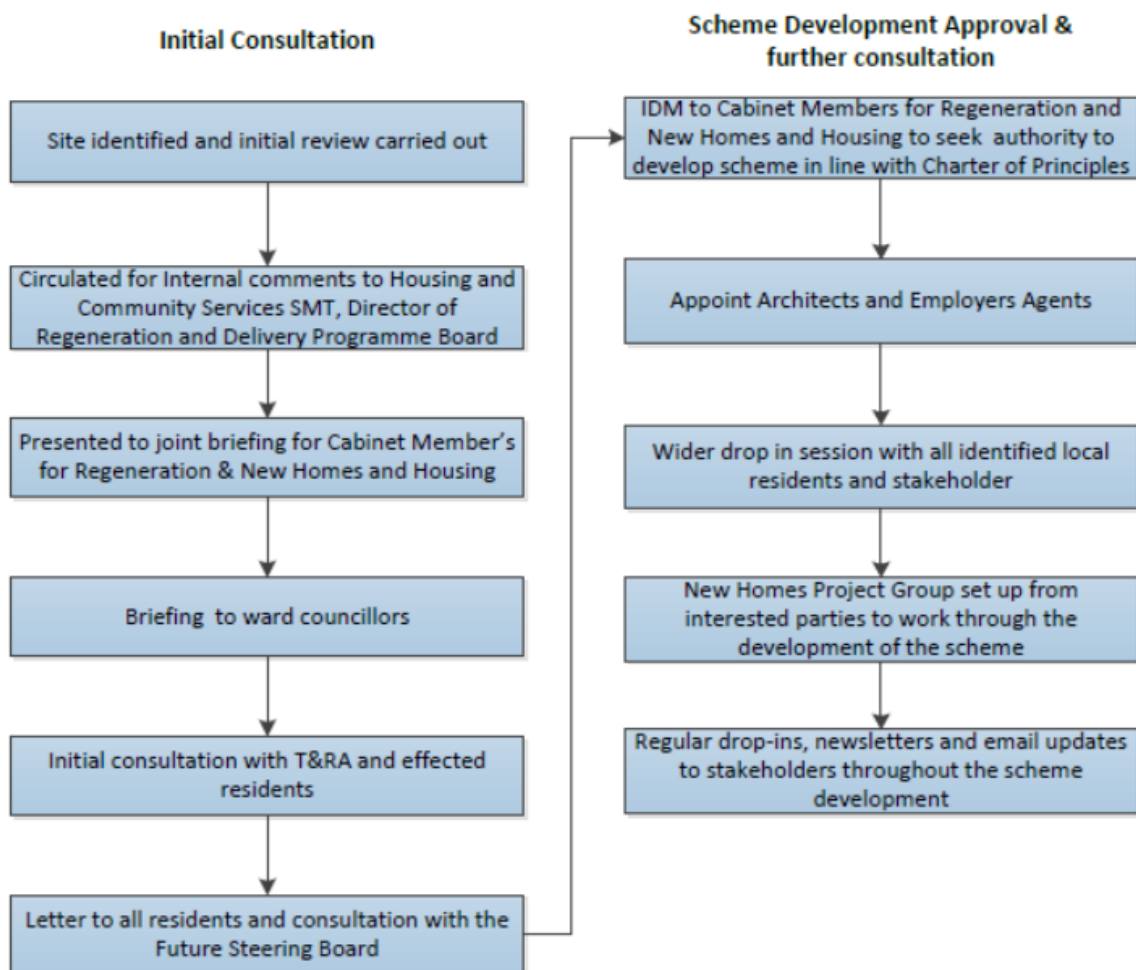 Initial Consultation
Site identified and initial review carried out
Circulated for Internal comments to Housing and
Community Services SMT, Director of
Regeneration and Delivery Programme Board
Presented to joint briefing for Cabinet Member's
for Regeneration & New Homes and Housing
Briefing to ward councillors
Initial consultation with T&RA and effected
residents
Letter to all residents and consultation with the
Future Steering Board
Scheme Development Approval &
further consultation
IDM to Cabinet Members for Regeneration and
New Homes and Housing to seek authority to
develop scheme in line with Charter of Principles
Appoint Architects and Employers Agents
Wider drop in session with all identified local
residents and stakeholder
New Homes Project Group set up from
interested parties to work through the
development of the scheme
Regular drop-ins, newsletters and email updates
to stakeholders throughout the scheme
development